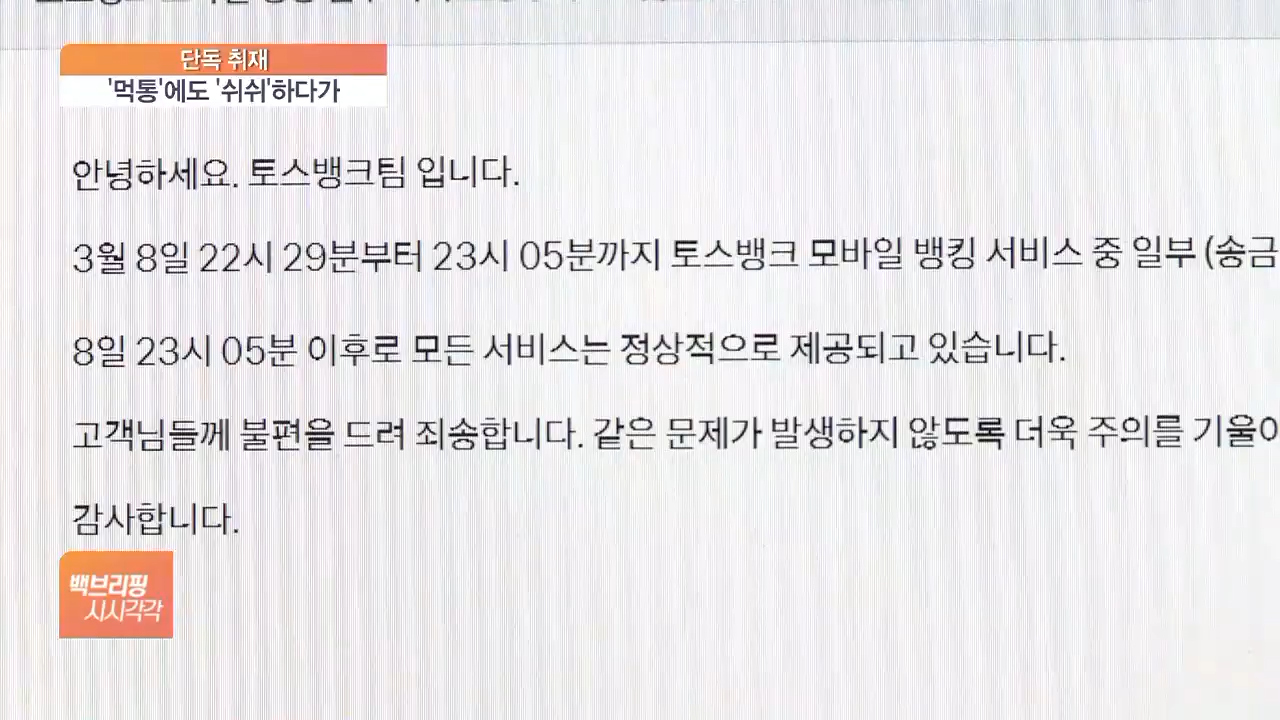 단독 취재
'먹통'에도 '쉬쉬'하다가
안녕하세요. 토스뱅크팀 입니다.
3월 8일 22시 29분부터 23시 05분까지 토스뱅크 모바일 뱅킹 서비스 중 일부 (송금
8일 23시 05분 이후로 모든 서비스는 정상적으로 제공되고 있습니다.
고객님들께 불편을 드려 죄송합니다. 같은 문제가 발생하지 않도록 더욱 주의를 기울이
감사합니다.
백브리핑
시시각각